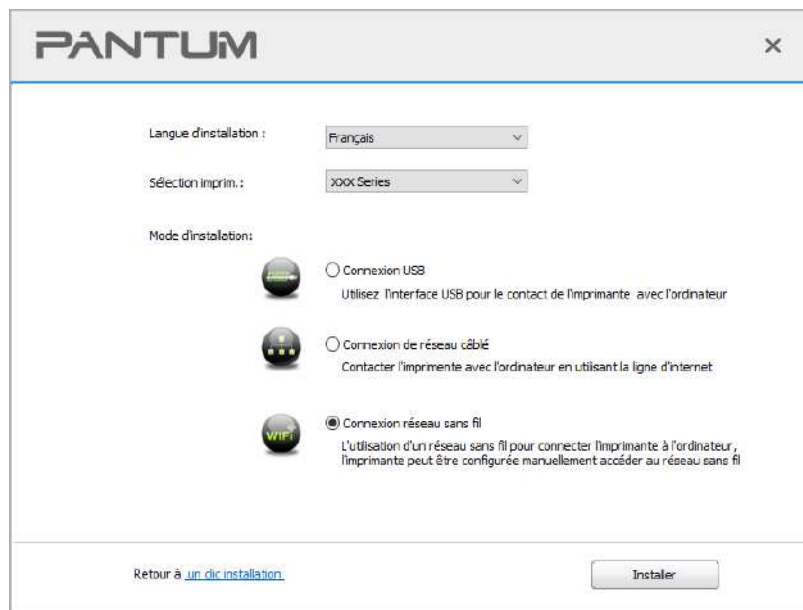 PANTUM
Langue d'installation :
Français
Sélection imprim. :
XXX Series
Mode d'installation:
Connexion USB
Utilisez l'interface USB pour le contact de l'imprimante avec l'ordinateur
Connexion de réseau câblé
Contacter l'imprimente avec l'ordinateur en utilisant la ligne d'internet
WiFi
Connexion réseau sans fil
L'utilisation d'un réseau sans fil pour connecter l'imprimante à l'ordinateur,
l'imprimante peut être configurée manuellement accéder au réseau sans fil
Retour à un clic installation
Installer